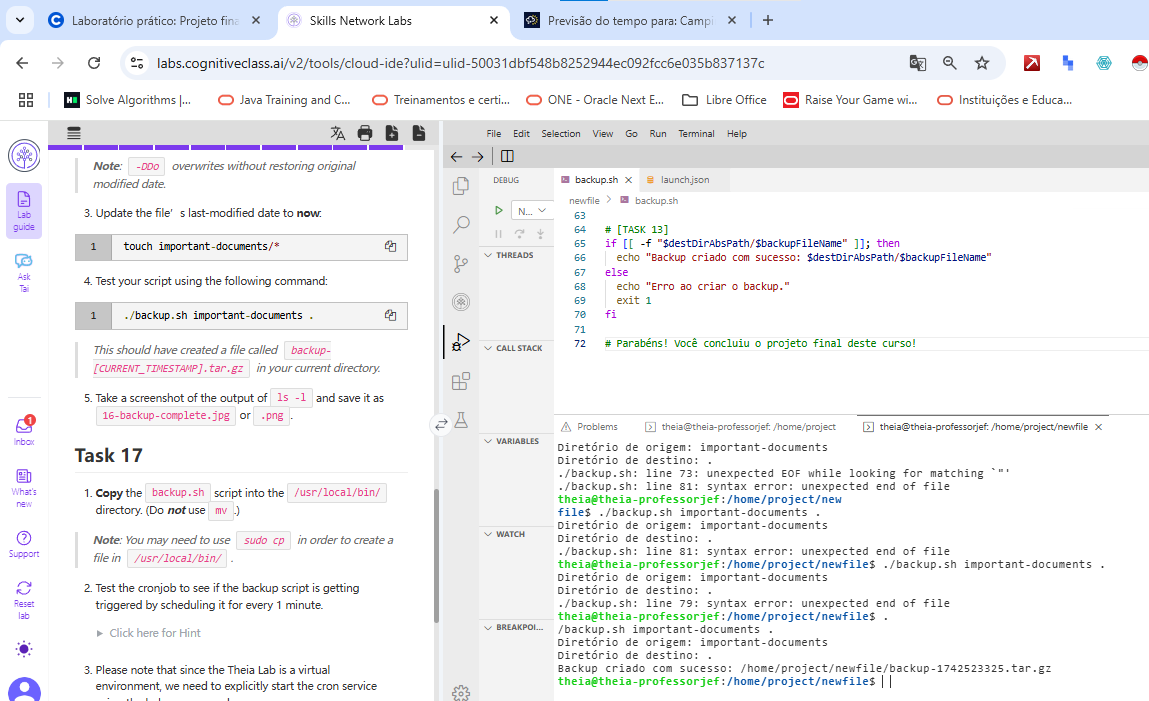 Laboratório prático: Projeto fina
Skills Network Labs
Previsão do tempo para: Campi
labs.cognitiveclass.ai/v2/tools/cloud-ide?ulid=ulid-50031dbf548b8252944ec092fcc6e035b837137c
Solve Algorithms |...
Java Training and C...
Treinamentos e certi...
ONE - Oracle Next E...
Libre Office
Raise Your Game wi...
Instituições e Educa...
Lab
guide
Ask
Tai
1
Inbox
What's
new
Support
Reset
lab
Note: -DDo overwrites without restoring original
modified date.
3. Update the file's last-modified date to now:
1 touch important-documents/*
4. Test your script using the following command:
1 ./backup.sh important-documents .
This should have created a file called backup-
[CURRENT_TIMESTAMP].tar.gz in your current directory.
5. Take a screenshot of the output of ls -l and save it as
16-backup-complete.jpg or .png .
Task 17
1. Copy the backup.sh script into the /usr/local/bin/
directory. (Do not use mv .)
Note: You may need to use sudo cp in order to create a
file in /usr/local/bin/ .
2. Test the cronjob to see if the backup script is getting
triggered by scheduling it for every 1 minute.
Click here for Hint
3. Please note that since the Theia Lab is a virtual
environment, we need to explicitly start the cron service
File Edit Selection View Go Run Terminal Help
DEBUG
N...
THREADS
CALL STACK
VARIABLES
WATCH
BREAKPOI...
backup.sh
launch.json
newfile > backup.sh
63
64 # [TASK 13]
65 if [[ -f "$destDirAbsPath/$backupFileName" ]]; then
66 echo "Backup criado com sucesso: $destDirAbsPath/$backupFileName"
67 else
68 echo "Erro ao criar o backup."
69 exit 1
70 fi
71
72 # Parabéns! Você concluiu o projeto final deste curso!
Problems
theia@theia-professorjef: /home/project
theia@theia-professorjef: /home/project/newfile
Diretório de origem: important-documents
Diretório de destino: .
./backup.sh: line 73: unexpected EOF while looking for matching `"'
./backup.sh: line 81: syntax error: unexpected end of file
theia@theia-professorjef:/home/project/new
file$ ./backup.sh important-documents .
Diretório de origem: important-documents
Diretório de destino: .
./backup.sh: line 81: syntax error: unexpected end of file
theia@theia-professorjef:/home/project/newfile$ ./backup.sh important-documents .
Diretório de origem: important-documents
Diretório de destino: .
./backup.sh: line 79: syntax error: unexpected end of file
theia@theia-professorjef:/home/project/newfile$ .
/backup.sh important-documents .
Diretório de origem: important-documents
Diretório de destino: .
Backup criado com sucesso: /home/project/newfile/backup-1742523325.tar.gz
theia@theia-professorjef:/home/project/newfile$